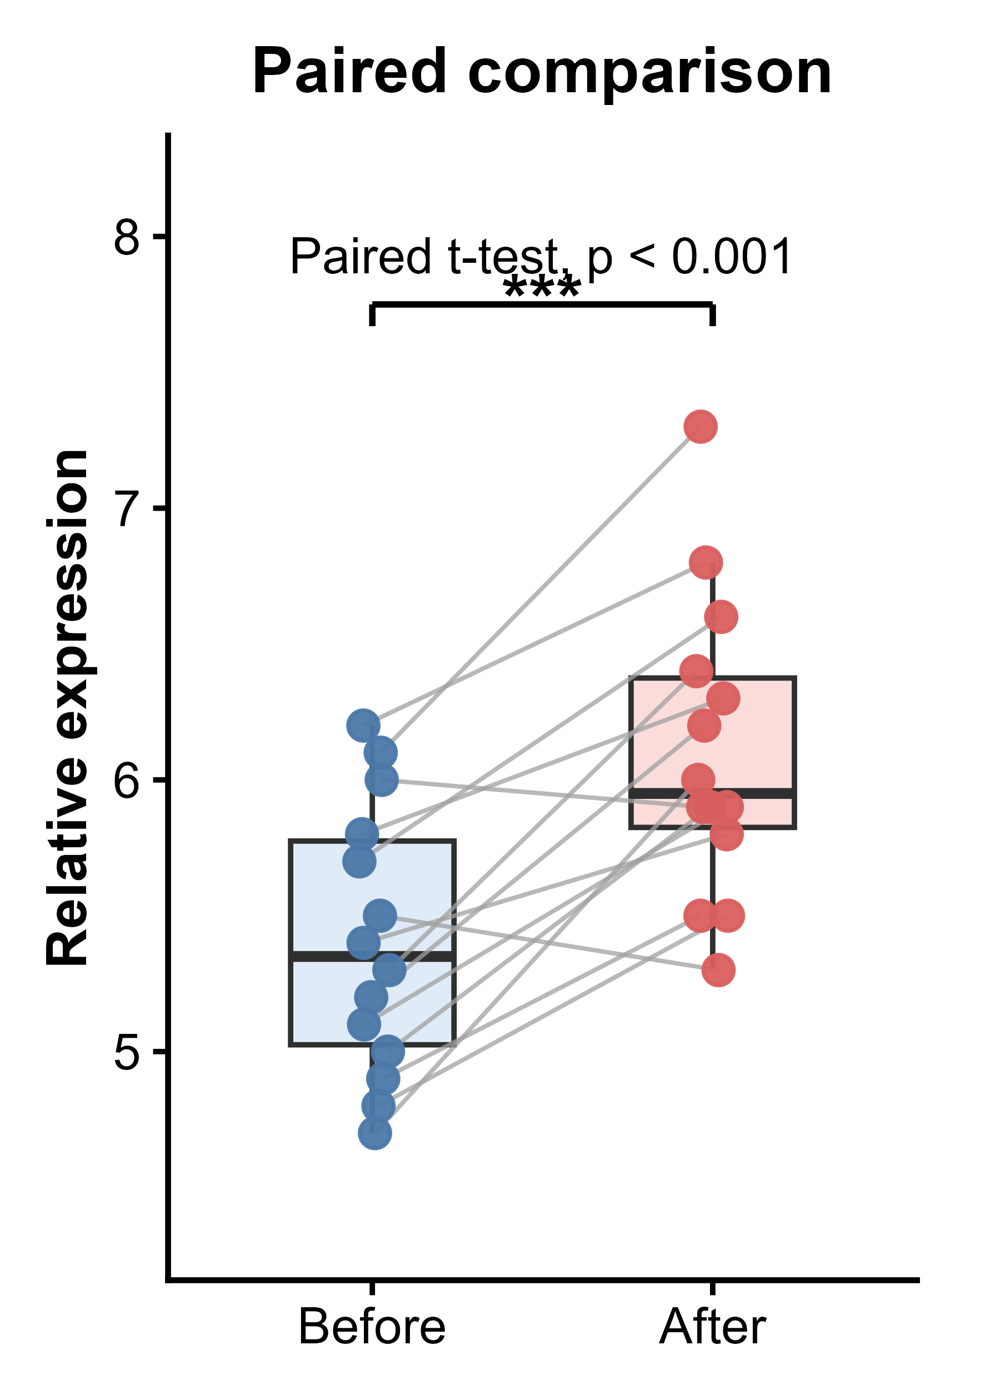 Paired comparison
Paired t-test, p < 0.001
***
Relative expression
8
7
6
5
Before
After